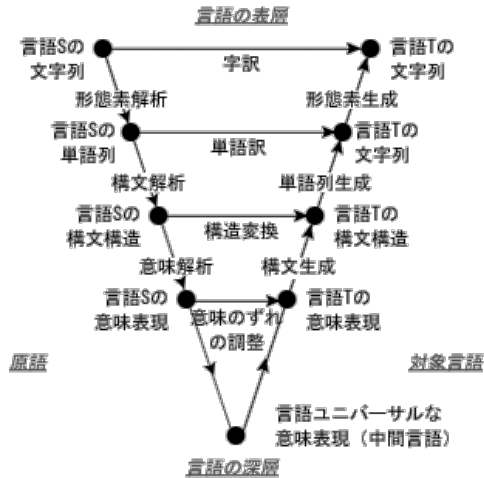 言語の表層
言語Sの
文字列
字訳
言語Tの
文字列
形態素解析
形態素生成
言語Sの
単語列
単語訳
言語Tの
文字列
構文解析
単語列生成
言語Sの
構文構造
構造変換
言語Tの
構文構造
意味解析
構文生成
言語Sの
意味表現
意味のずれ
の調整
言語Tの
意味表現
原語
対象言語
言語ユニバーサルな
意味表現（中間言語）
言語の深層